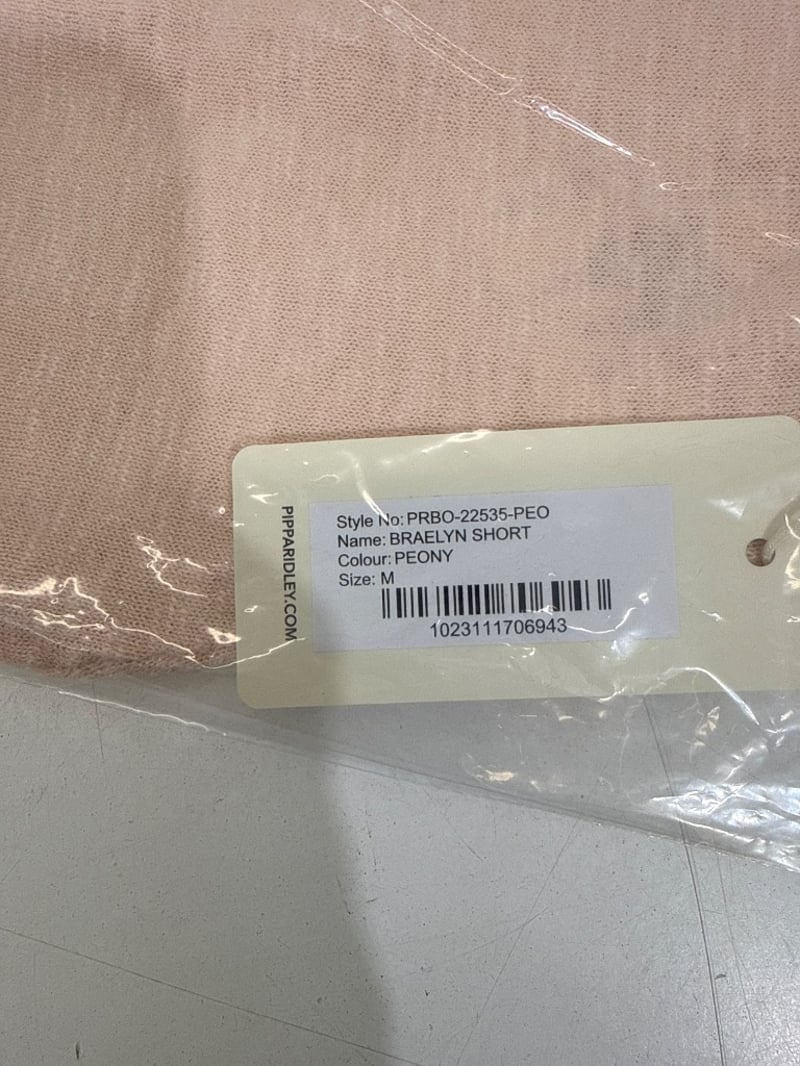 Style No: PRBO-22535-PEO
Name: BRAELYN SHORT
Colour: PEONY
Size: M
1023111706943
PIPPARIDLEY.COM